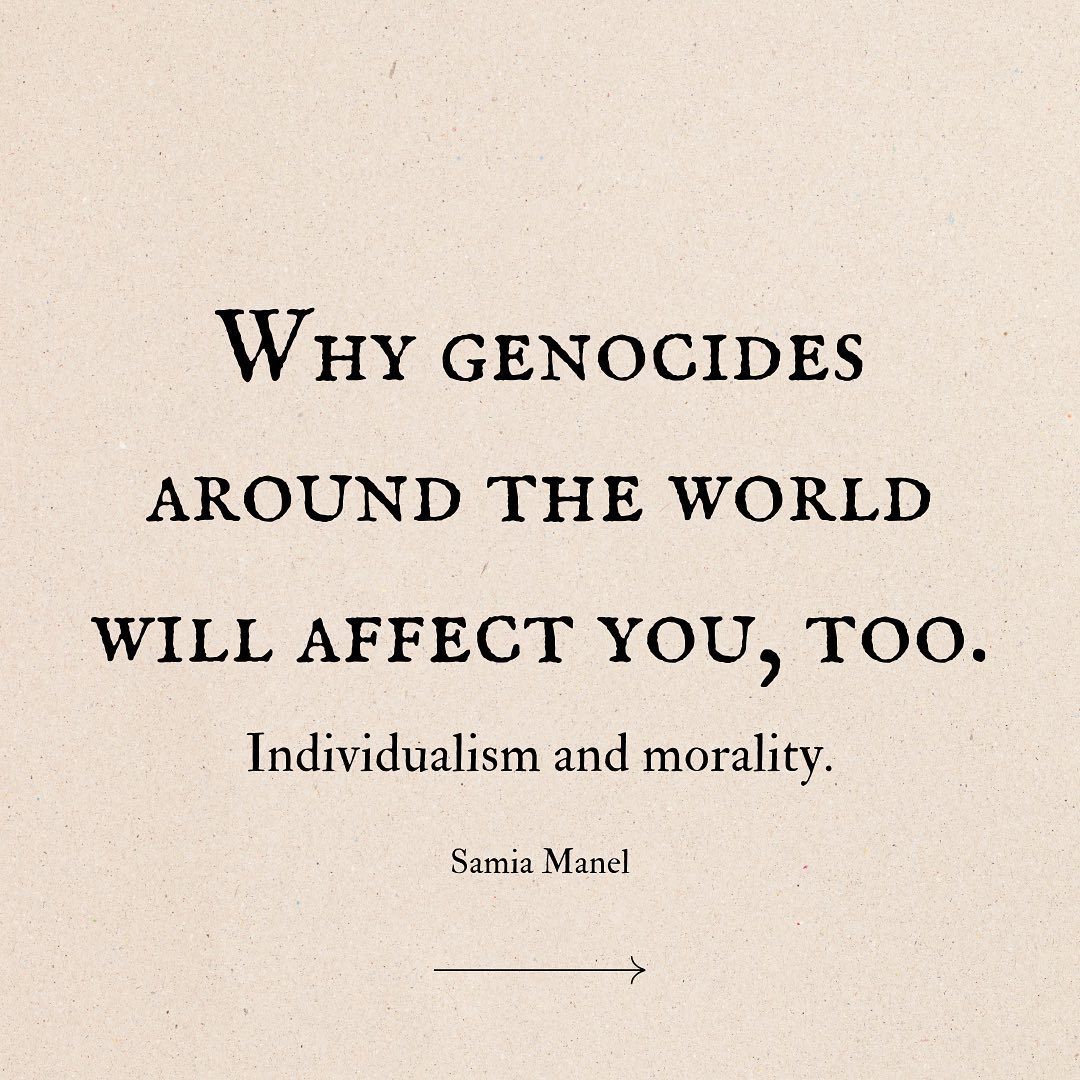 Why genocides
around the world
will affect you, too.
Individualism and morality.
Samia Manel